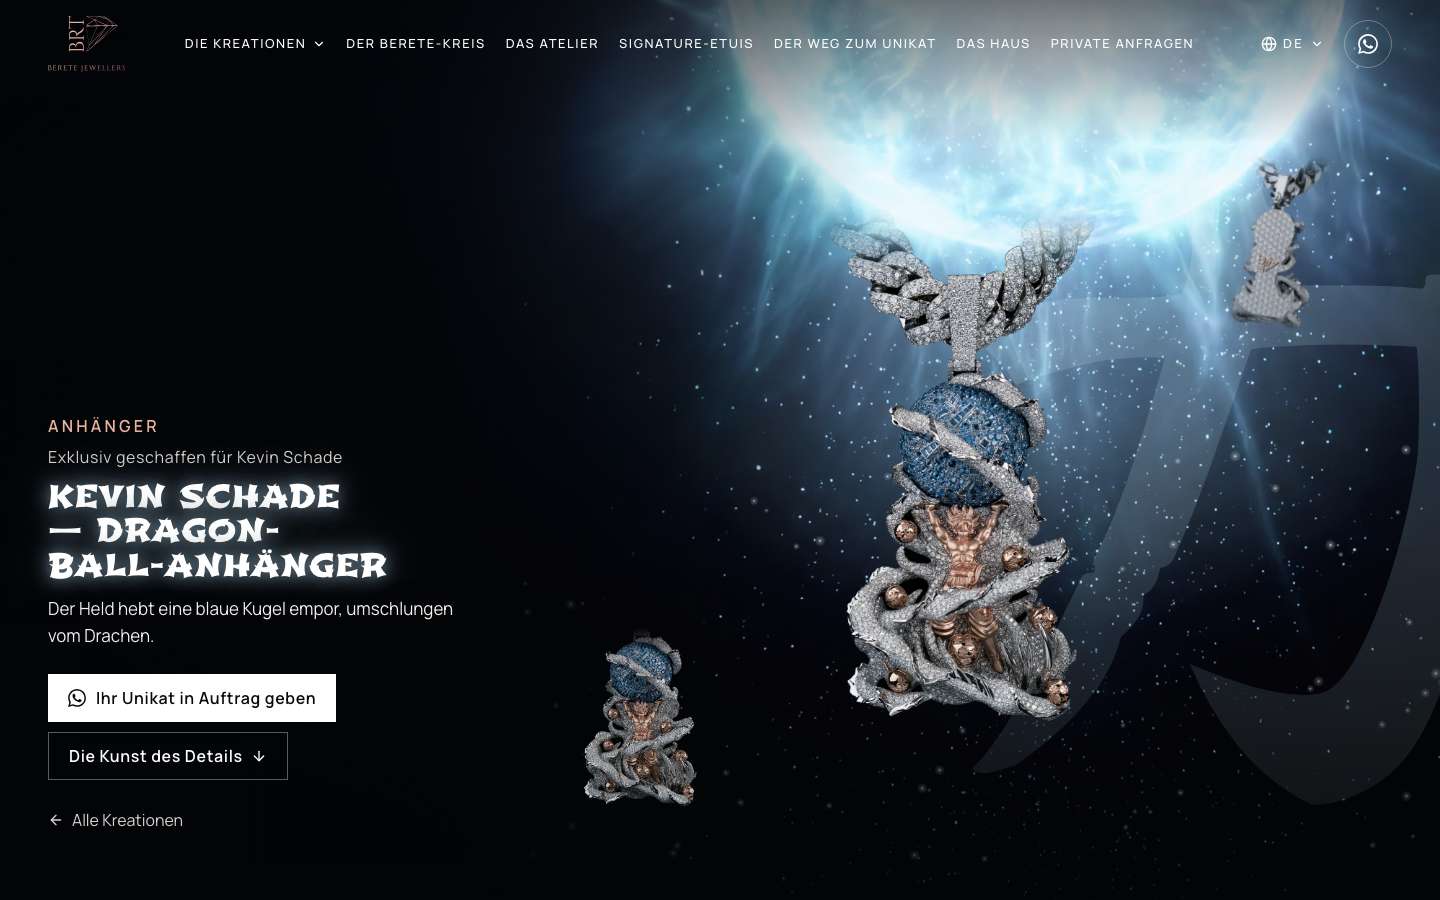 BRT
BERETE JEWELLERS
DIE KREATIONEN
DER BERETE-KREIS
DAS ATELIER
SIGNATURE-ETUIS
DER WEG ZUM UNIKAT
DAS HAUS
PRIVATE ANFRAGEN
DE
ANHÄNGER
Exklusiv geschaffen für Kevin Schade
KEVIN SCHADE
— DRAGON-
BALL-ANHÄNGER
Der Held hebt eine blaue Kugel empor, umschlungen
vom Drachen.
Ihr Unikat in Auftrag geben
Die Kunst des Details ↓
← Alle Kreationen